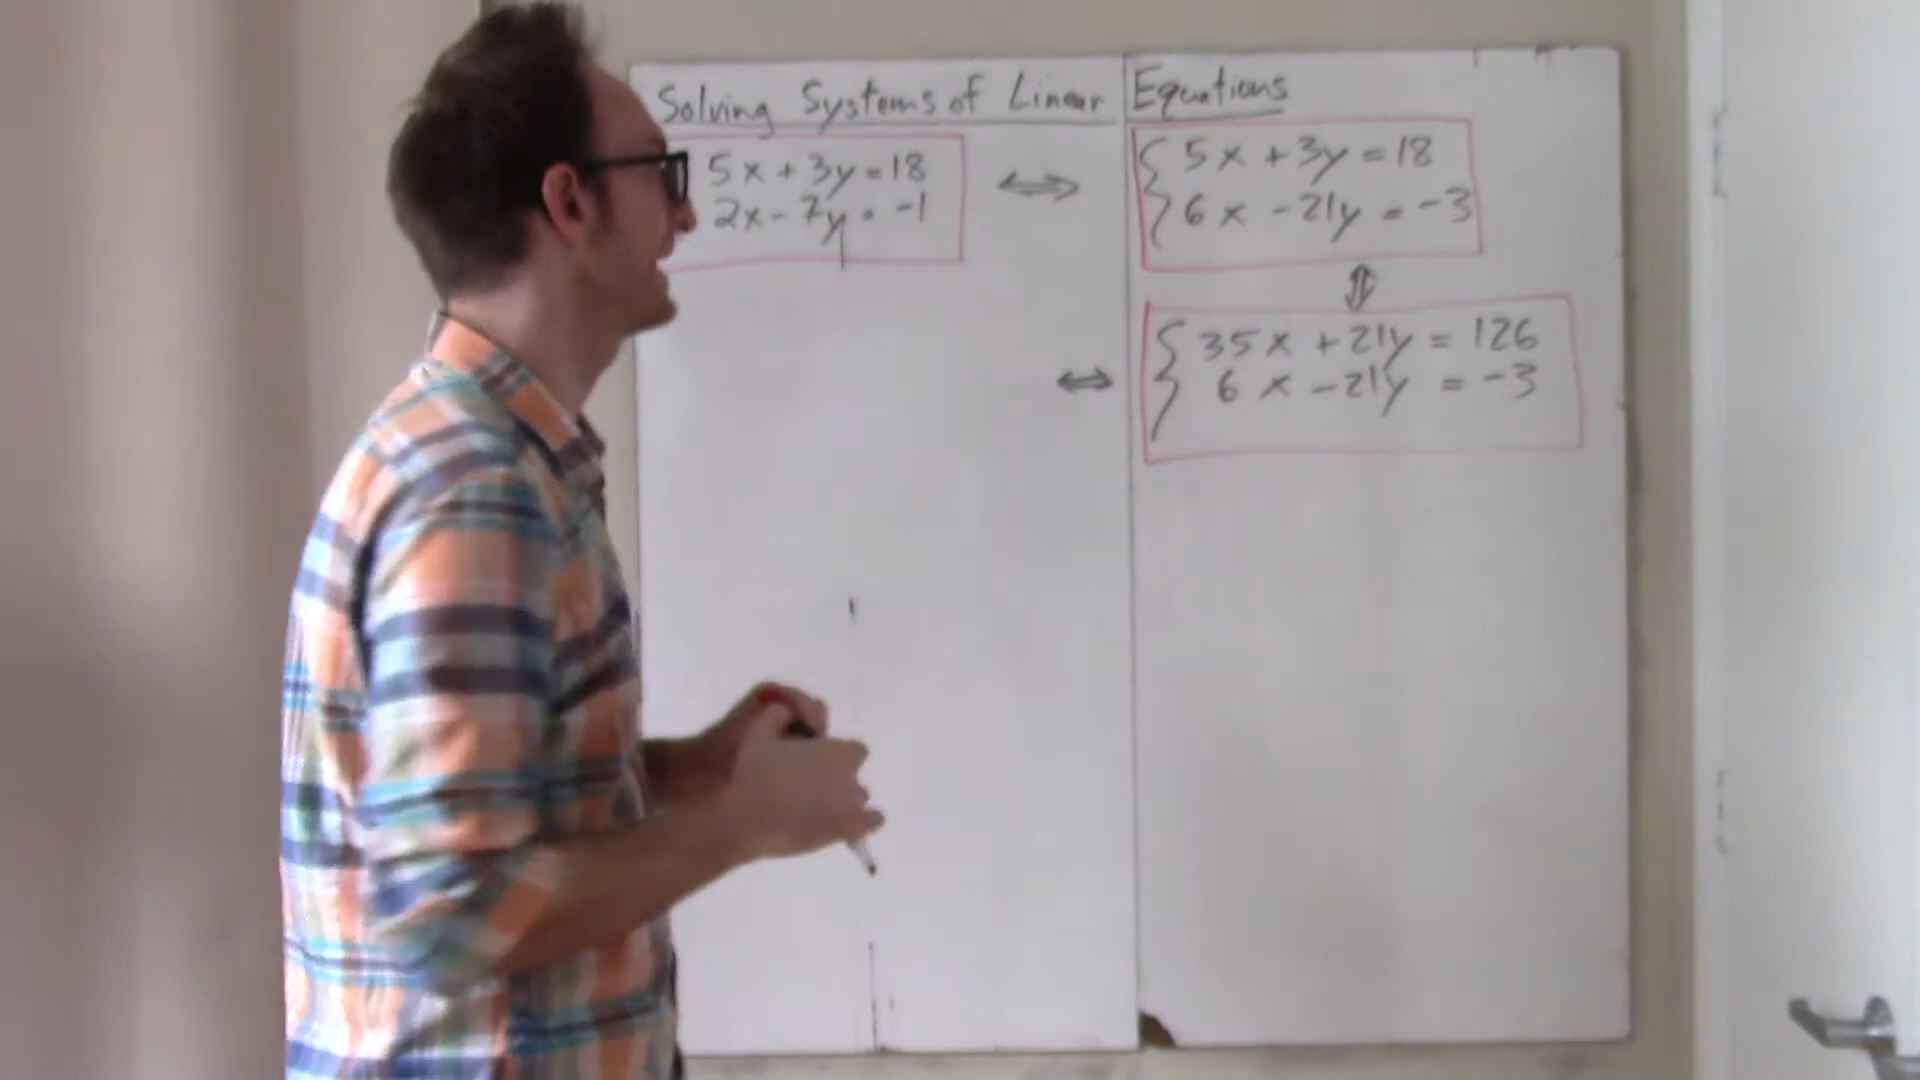 Solving Systems of Linear Equations
5x + 3y = 18
2x - 7y = -1
⟺
5x + 3y = 18
6x - 21y = -3
⇕
⟺
35x + 21y = 126
6x - 21y = -3